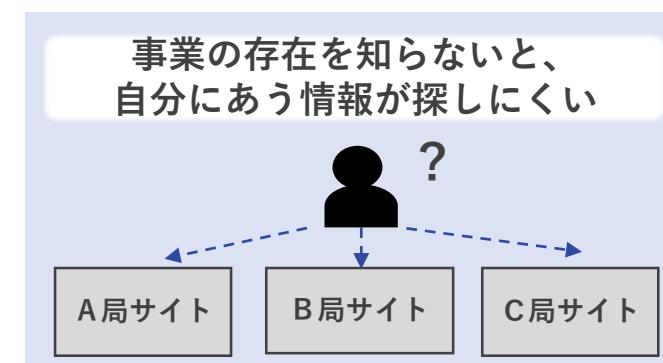 事業の存在を知らないと、
自分にあう情報が探しにくい
？
A局サイト
B局サイト
C局サイト